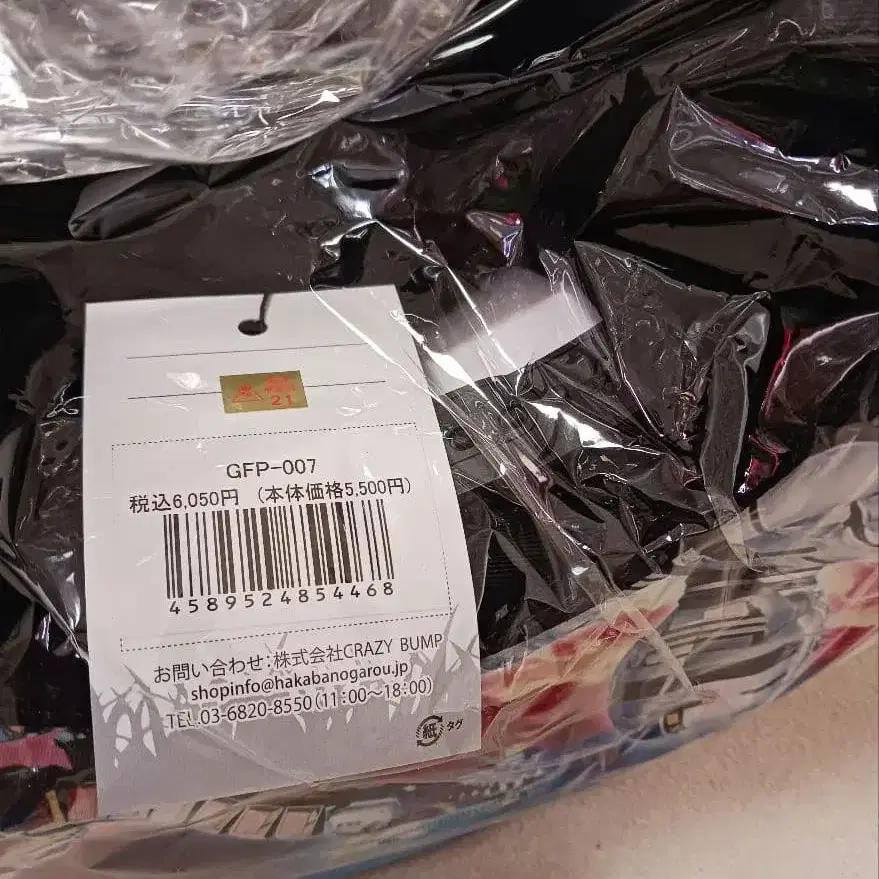 21
GFP-007
税込6,050円 (本体価格5,500円)
4589524854468
お問い合わせ:株式会社CRAZY BUMP
shopinfo@hakabanogarou.jp
TEL.03-6820-8550(11:00～18:00)
紙 タグ